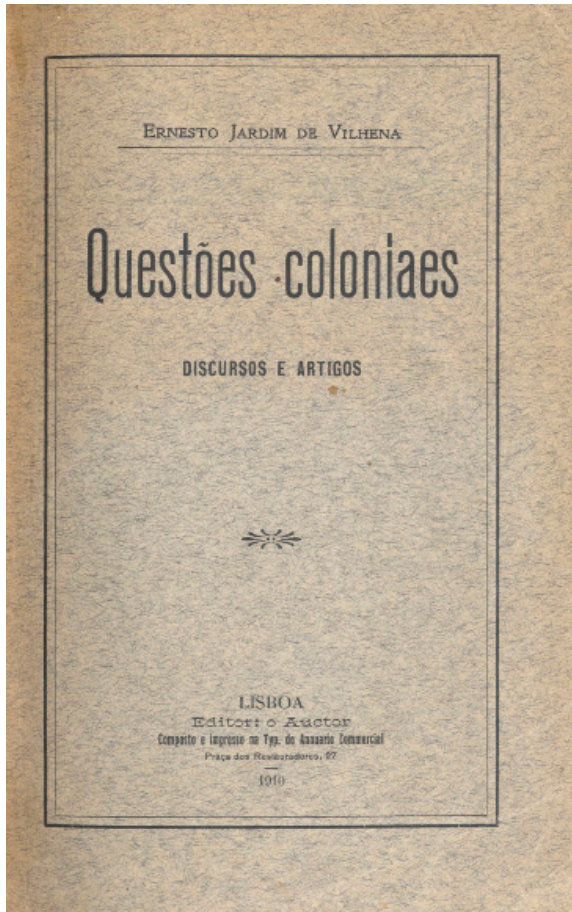 Ernesto Jardim de Vilhena
Questões coloniaes
DISCURSOS E ARTIGOS
LISBOA
Editor: o Auctor
Composto e impresso na Typ. do Annuario Commercial
Praça dos Restauradores, 27
1910